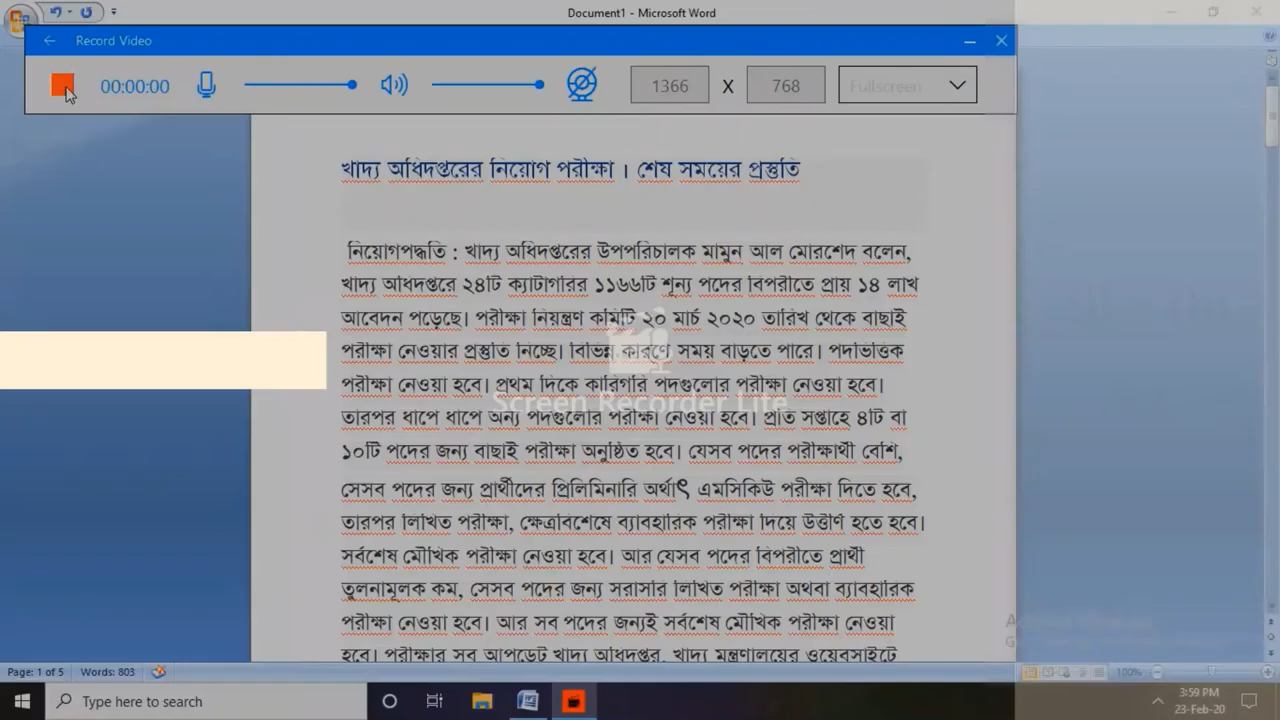 Document1 - Microsoft Word
Record Video
00:00:00
1366 X 768 Fullscreen
খাদ্য অধিদপ্তরের নিয়োগ পরীক্ষা । শেষ সময়ের প্রস্তুতি
নিয়োগপদ্ধতি : খাদ্য অধিদপ্তরের উপপরিচালক মামুন আল মোরশেদ বলেন,
খাদ্য অধিদপ্তরে ২৪টি ক্যাটাগরির ১১৬৬টি শূন্য পদের বিপরীতে প্রায় ১৪ লাখ
আবেদন পড়েছে। পরীক্ষা নিয়ন্ত্রণ কমিটি ২০ মার্চ ২০২০ তারিখ থেকে বাছাই
পরীক্ষা নেওয়ার প্রস্তুতি নিচ্ছে। বিভিন্ন কারণে সময় বাড়তে পারে। পদভিত্তিক
পরীক্ষা নেওয়া হবে। প্রথম দিকে কারিগরি পদগুলোর পরীক্ষা নেওয়া হবে।
Screen Recorder Lite
তারপর ধাপে ধাপে অন্য পদগুলোর পরীক্ষা নেওয়া হবে। প্রতি সপ্তাহে ৪টি বা
১০টি পদের জন্য বাছাই পরীক্ষা অনুষ্ঠিত হবে। যেসব পদের পরীক্ষার্থী বেশি,
সেসব পদের জন্য প্রার্থীদের প্রিলিমিনারি অর্থাৎ এমসিকিউ পরীক্ষা দিতে হবে,
তারপর লিখিত পরীক্ষা, ক্ষেত্রবিশেষে ব্যাবহারিক পরীক্ষা দিয়ে উত্তীর্ণ হতে হবে।
সর্বশেষ মৌখিক পরীক্ষা নেওয়া হবে। আর যেসব পদের বিপরীতে প্রার্থী
তুলনামূলক কম, সেসব পদের জন্য সরাসরি লিখিত পরীক্ষা অথবা ব্যাবহারিক
পরীক্ষা নেওয়া হবে। আর সব পদের জন্যই সর্বশেষ মৌখিক পরীক্ষা নেওয়া
হবে। পরীক্ষার সব আপডেট খাদ্য অধিদপ্তর, খাদ্য মন্ত্রণালয়ের ওয়েবসাইটে
Page: 1 of 5 Words: 803 100%
Type here to search
3:59 PM
23-Feb-20